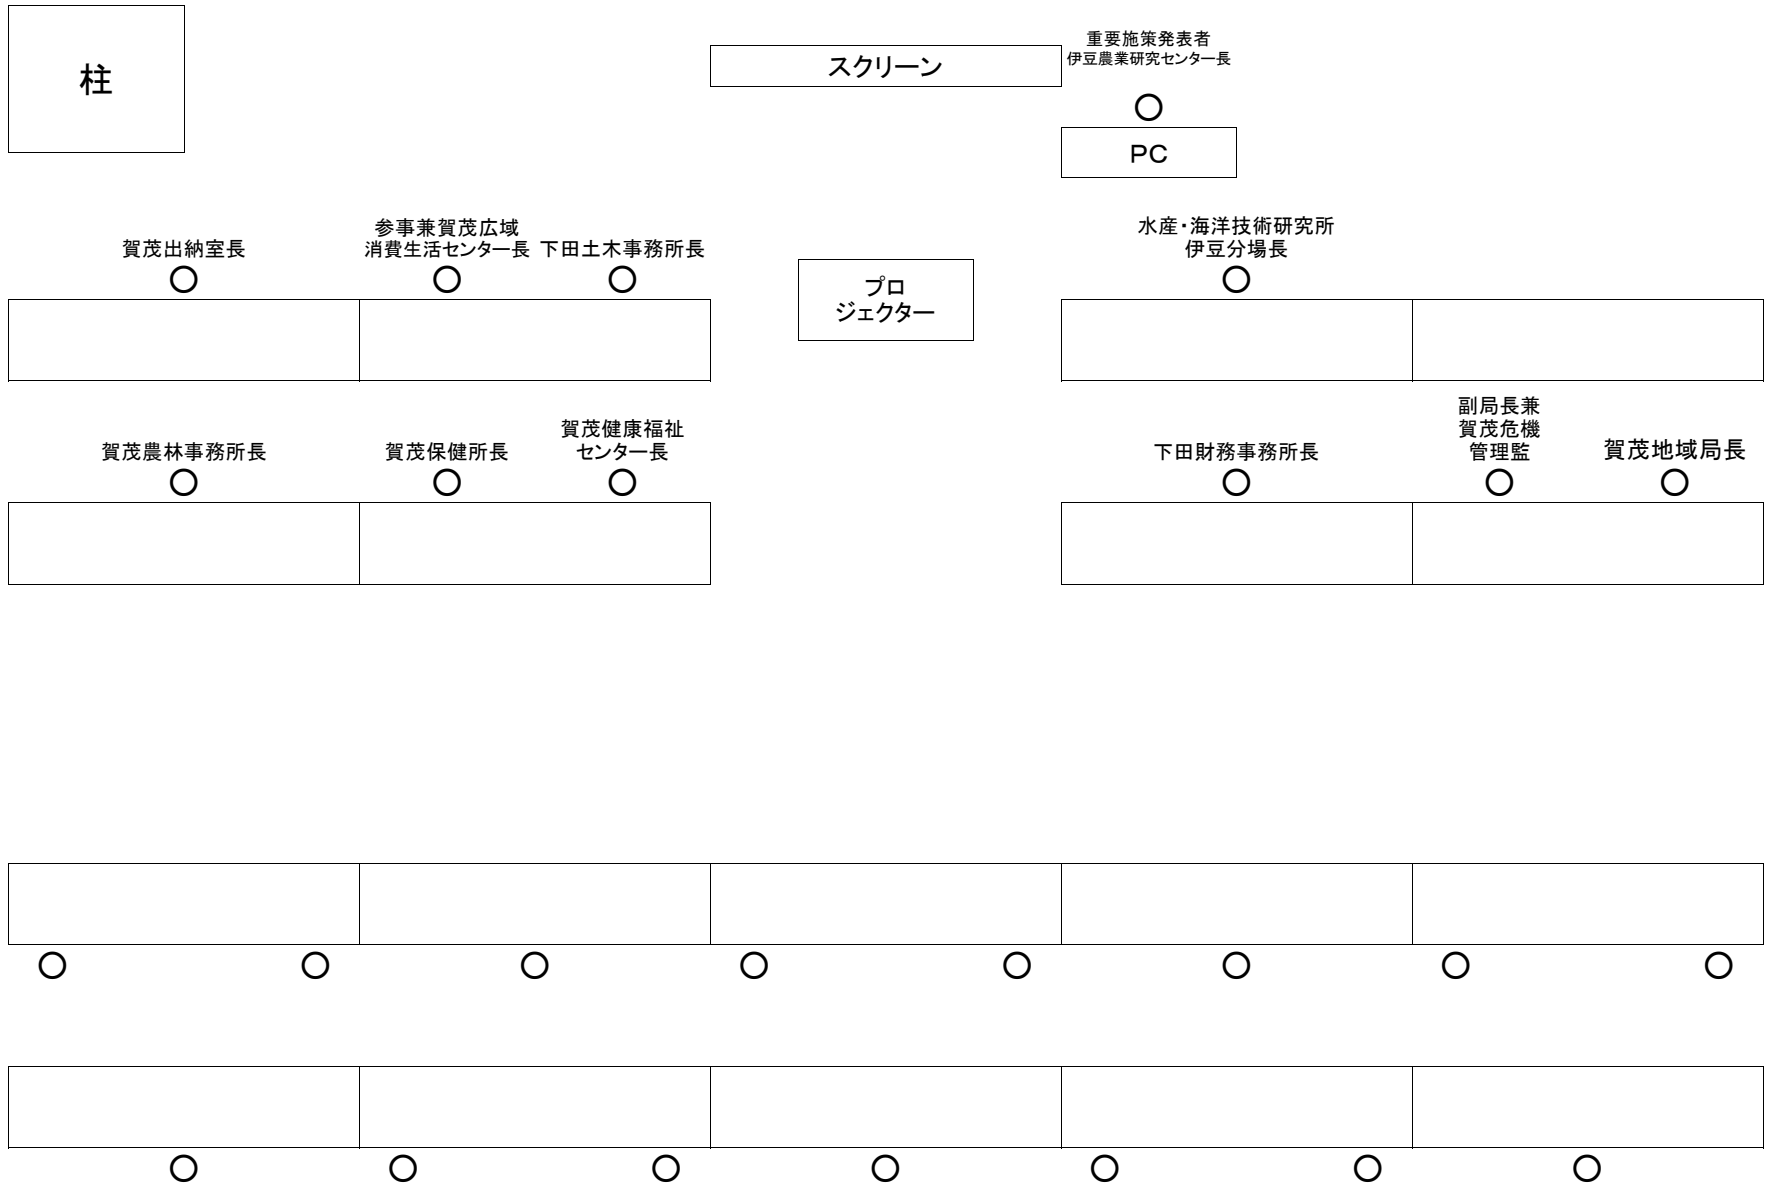 柱
スクリーン
重要施策発表者
伊豆農業研究センター長
○
PC
賀茂出納室長
参事兼賀茂広域
消費生活センター長
下田土木事務所長
水産・海洋技術研究所
伊豆分場長
○ ○ ○ ○
プロ
ジェクター
賀茂農林事務所長
賀茂保健所長
賀茂健康福祉
センター長
下田財務事務所長
副局長兼
賀茂危機
管理監
賀茂地域局長
○ ○ ○ ○ ○ ○
○ ○ ○ ○ ○ ○ ○ ○
○ ○ ○ ○ ○ ○ ○